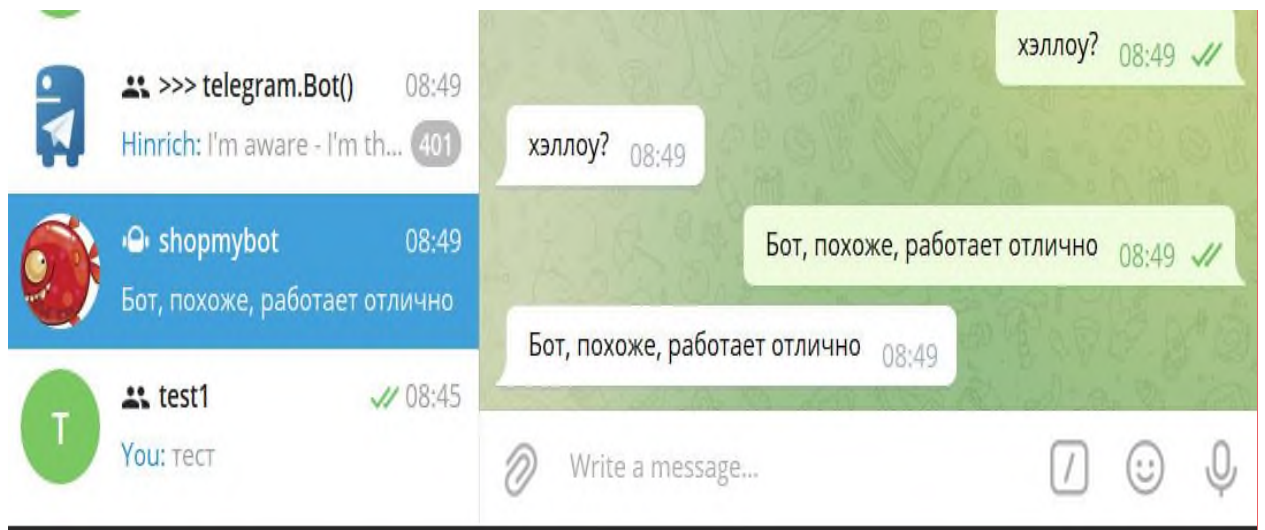 >>> telegram.Bot() 08:49
Hinrich: I'm aware - I'm th... 401
shopmybot 08:49
Бот, похоже, работает отлично
T
test1 08:45
You: тест
хэллоу? 08:49
хэллоу? 08:49
Бот, похоже, работает отлично 08:49
Бот, похоже, работает отлично 08:49
Write a message...